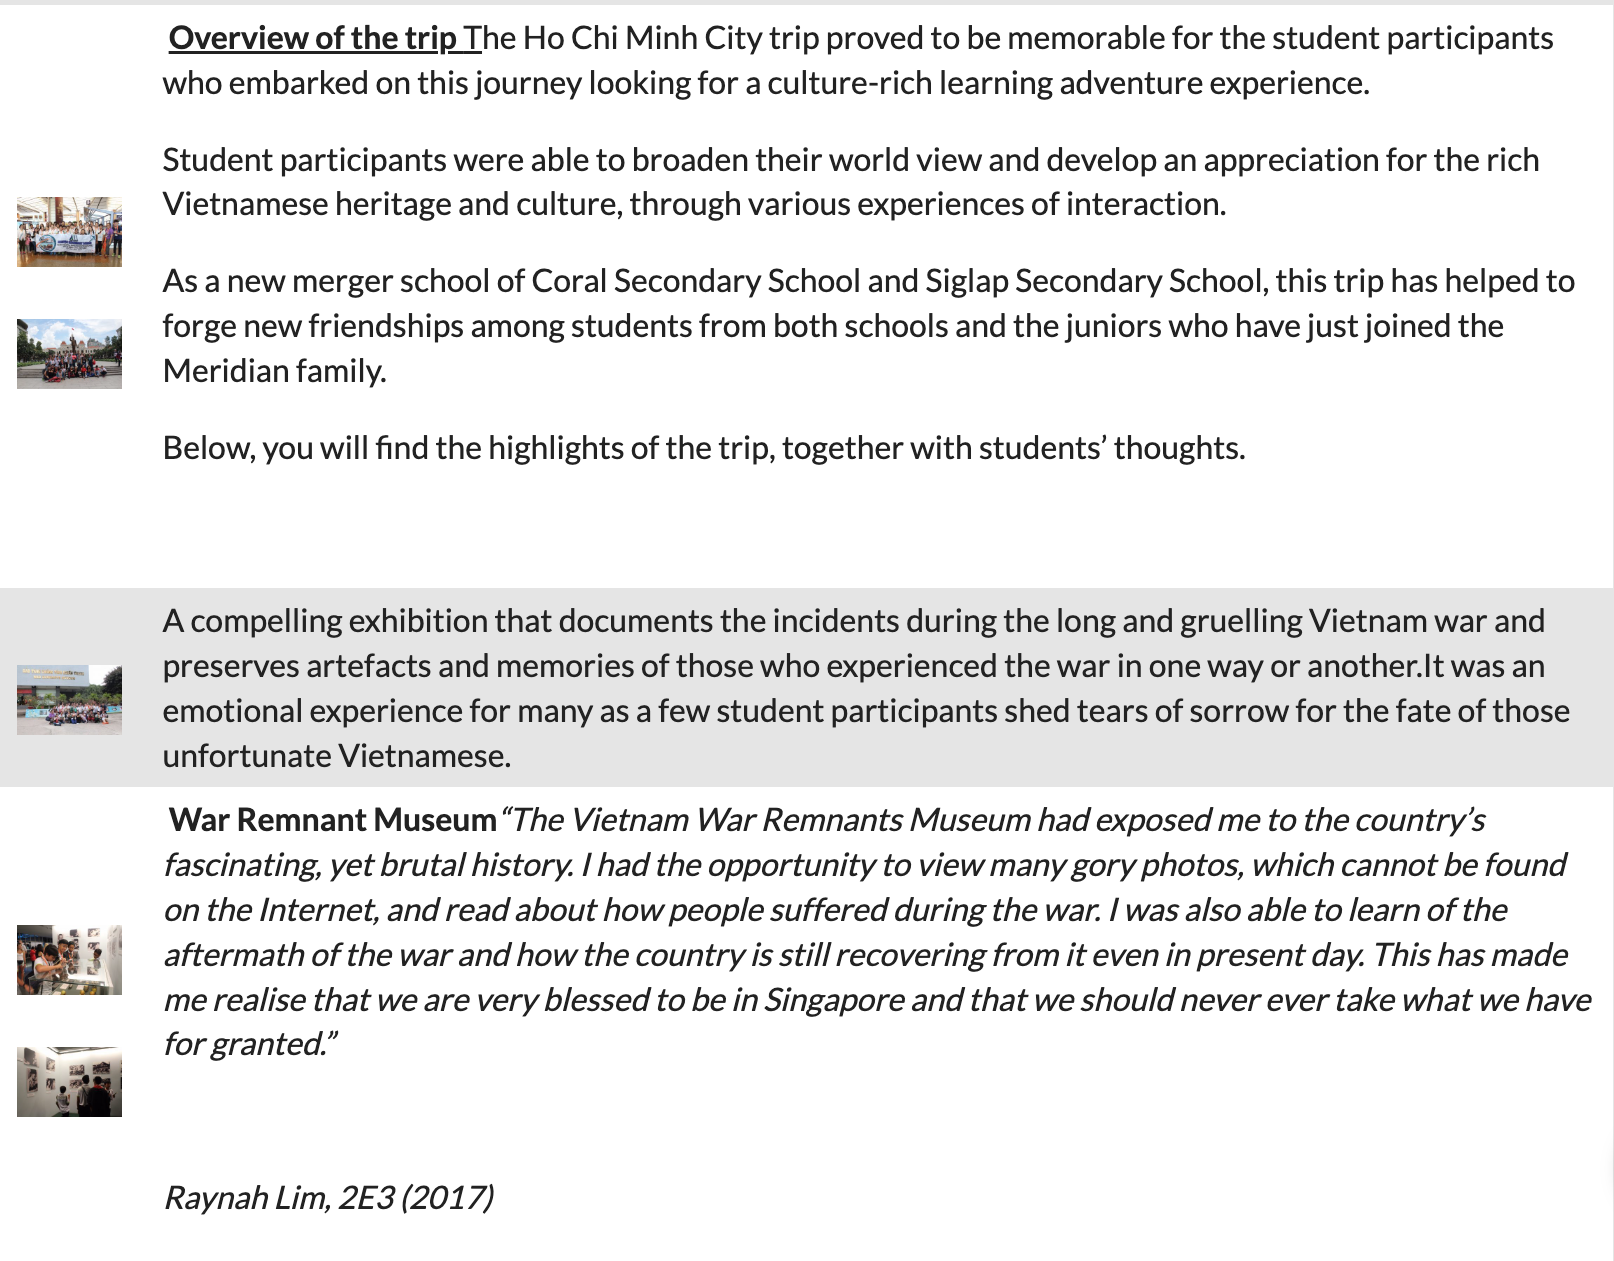 Overview of the trip The Ho Chi Minh City trip proved to be memorable for the student participants
who embarked on this journey looking for a culture-rich learning adventure experience.
Student participants were able to broaden their world view and develop an appreciation for the rich
Vietnamese heritage and culture, through various experiences of interaction.
As a new merger school of Coral Secondary School and Siglap Secondary School, this trip has helped to
forge new friendships among students from both schools and the juniors who have just joined the
Meridian family.
Below, you will find the highlights of the trip, together with students’ thoughts.
A compelling exhibition that documents the incidents during the long and gruelling Vietnam war and
preserves artefacts and memories of those who experienced the war in one way or another.It was an
emotional experience for many as a few student participants shed tears of sorrow for the fate of those
unfortunate Vietnamese.
War Remnant Museum “The Vietnam War Remnants Museum had exposed me to the country’s
fascinating, yet brutal history. I had the opportunity to view many gory photos, which cannot be found
on the Internet, and read about how people suffered during the war. I was also able to learn of the
aftermath of the war and how the country is still recovering from it even in present day. This has made
me realise that we are very blessed to be in Singapore and that we should never ever take what we have
for granted.”
Raynah Lim, 2E3 (2017)